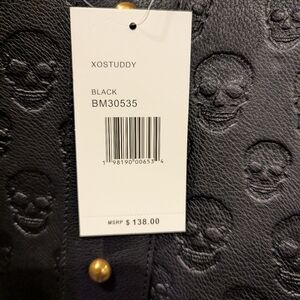 XOSTUDDY
BLACK
BM30535
1 98190 00653 4
MSRP $ 138.00